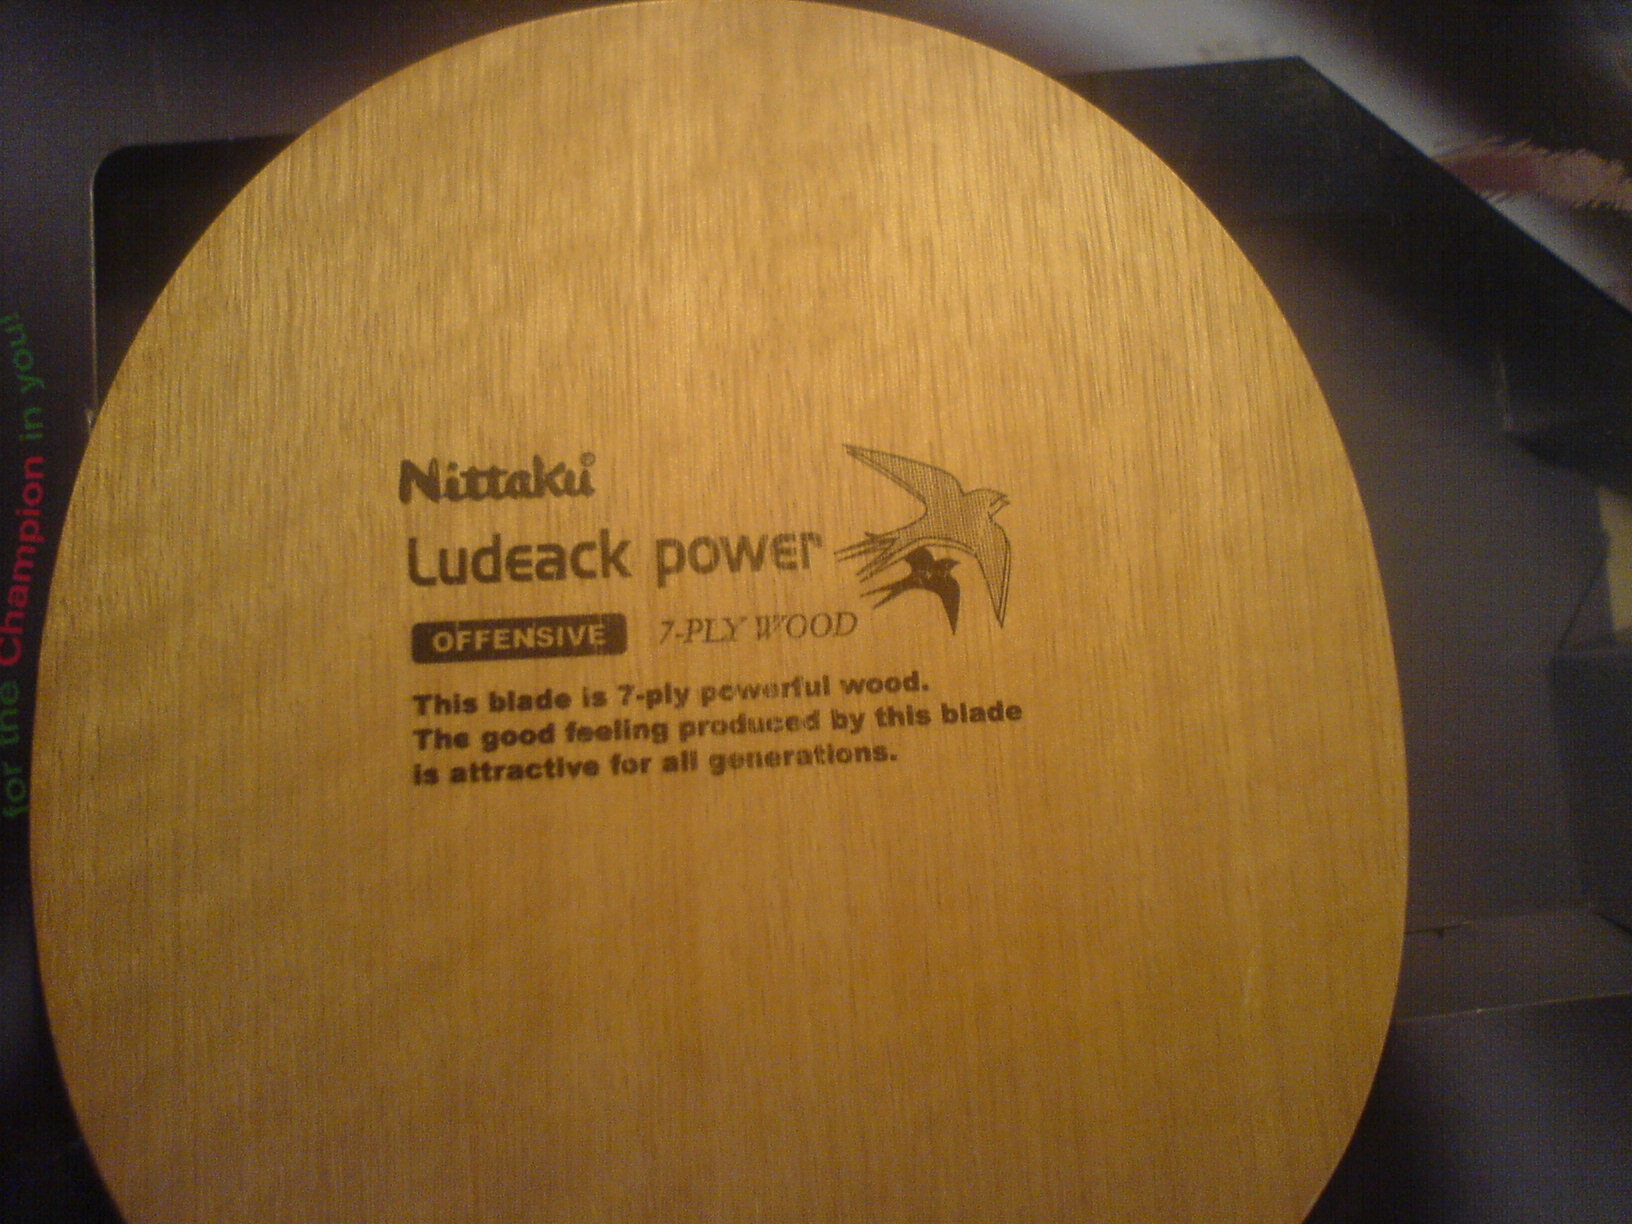 Nittaku®
Ludeack power
OFFENSIVE 7-PLY WOOD
This blade is 7-ply powerful wood.
The good feeling produced by this blade
is attractive for all generations.
for the Champion in you!